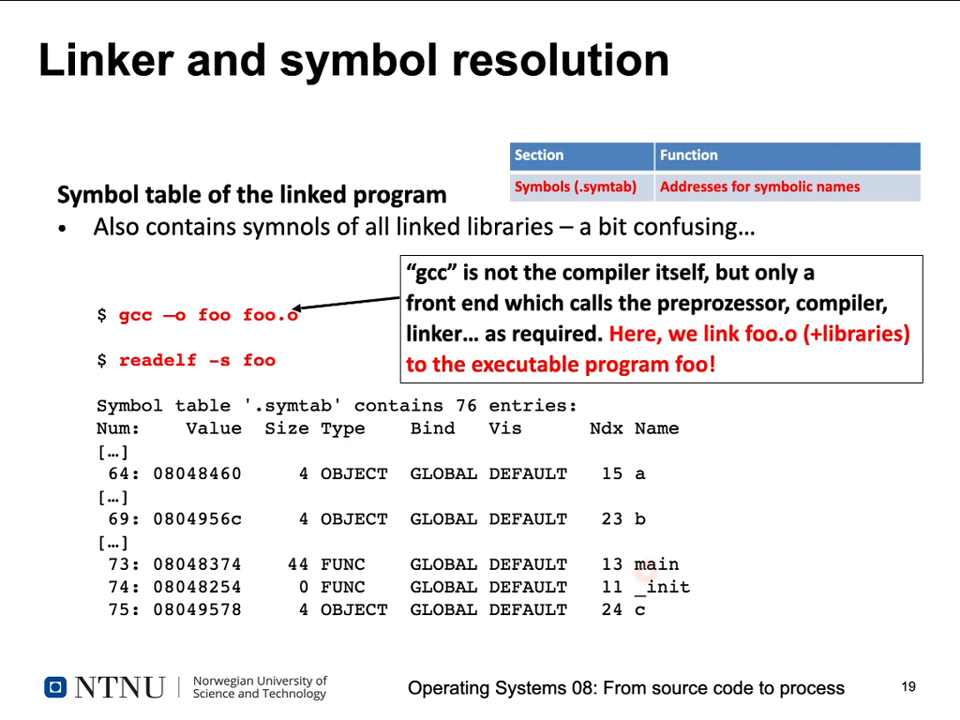 Linker and symbol resolution
Section Function
Symbols (.symtab) Addresses for symbolic names
Symbol table of the linked program
• Also contains symnols of all linked libraries – a bit confusing…
“gcc” is not the compiler itself, but only a
front end which calls the preprozessor, compiler,
linker… as required. Here, we link foo.o (+libraries)
to the executable program foo!
$ gcc –o foo foo.o
$ readelf -s foo
Symbol table '.symtab' contains 76 entries:
Num: Value Size Type Bind Vis Ndx Name
[…]
64: 08048460 4 OBJECT GLOBAL DEFAULT 15 a
[…]
69: 0804956c 4 OBJECT GLOBAL DEFAULT 23 b
[…]
73: 08048374 44 FUNC GLOBAL DEFAULT 13 main
74: 08048254 0 FUNC GLOBAL DEFAULT 11 _init
75: 08049578 4 OBJECT GLOBAL DEFAULT 24 c
NTNU
Norwegian University of
Science and Technology
Operating Systems 08: From source code to process
19